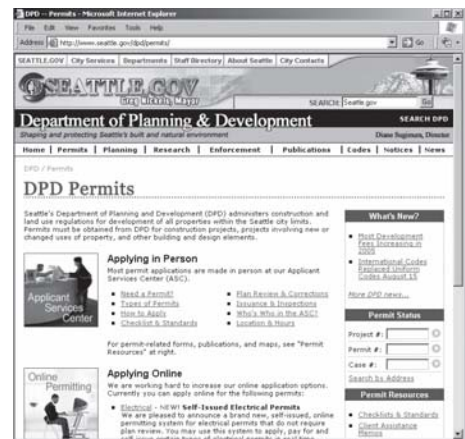 DPD -- Permits - Microsoft Internet Explorer
File Edit View Favorites Tools Help
Address http://www.seattle.gov/dpd/permits/ Go
SEATTLE.GOV City Services Departments Staff Directory About Seattle City Contacts
SEATTLE.GOV
Greg Nickels, Mayor
SEARCH: Seattle.gov Go
Department of Planning & Development SEARCH DPD
Shaping and protecting Seattle's built and natural environment Diane Sugimura, Director
Home | Permits | Planning | Research | Enforcement | Publications | Codes | Notices | News
DPD / Permits
DPD Permits
Seattle's Department of Planning and Development (DPD) administers construction and
land use regulations for development of all properties within the Seattle city limits.
Permits must be obtained from DPD for construction projects, projects involving new or
changed uses of property, and other building and design elements.
Applicant
Services
Center
Applying in Person
Most permit applications are made in person at our Applicant
Services Center (ASC).
Need a Permit?
Types of Permits
How to Apply
Checklist & Standards
Plan Review & Corrections
Issuance & Inspections
Who's Who in the ASC?
Location & Hours
For permit-related forms, publications, and maps, see "Permit
Resources" at right.
Online
Permitting
Applying Online
We are working hard to increase our online application options.
Currently you can apply online for the following permits:
Electrical - NEW! Self-Issued Electrical Permits
We are pleased to announce a brand new, self-issued, online
permitting system for electrical permits that do not require
plan review. You may use this system to apply, pay for and
What's New?
Most Development
Fees Increasing in
2005
International Codes
Replaced Uniform
Codes August 15
More DPD news...
Permit Status
Project #:
Permit #:
Case #:
Search by Address
Permit Resources
Checklists & Standards
Client Assistance
Memos